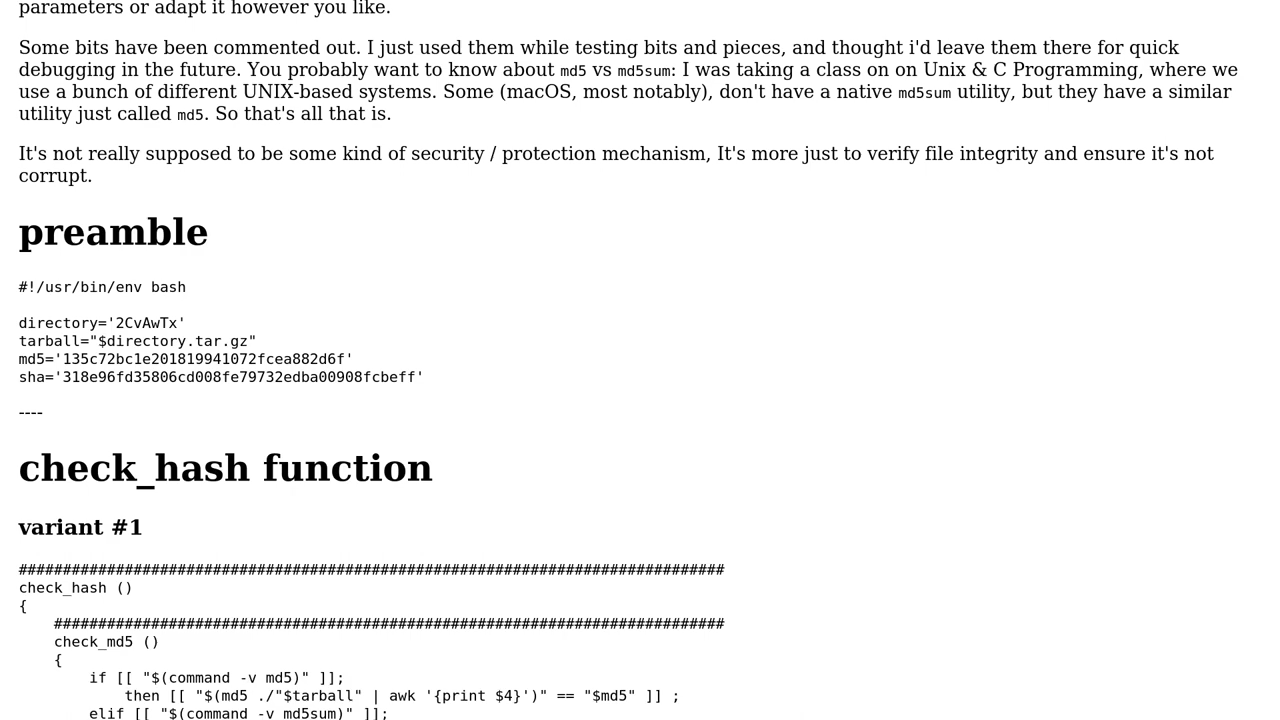 parameters or adapt it however you like.
Some bits have been commented out. I just used them while testing bits and pieces, and thought i'd leave them there for quick
debugging in the future. You probably want to know about md5 vs md5sum: I was taking a class on on Unix & C Programming, where we
use a bunch of different UNIX-based systems. Some (macOS, most notably), don't have a native md5sum utility, but they have a similar
utility just called md5. So that's all that is.
It's not really supposed to be some kind of security / protection mechanism, It's more just to verify file integrity and ensure it's not
corrupt.
preamble
#!/usr/bin/env bash
directory='2CvAwTx'
tarball="$directory.tar.gz"
md5='135c72bc1e201819941072fcea882d6f'
sha='318e96fd35806cd008fe79732edba00908fcbeff'
----
check_hash function
variant #1
################################################################################
check_hash ()
{
    ############################################################################
    check_md5 ()
    {
        if [[ "$(command -v md5)" ]];
            then [[ "$(md5 ./"$tarball" | awk '{print $4}')" == "$md5" ]] ;
        elif [[ "$(command -v md5sum)" ]];